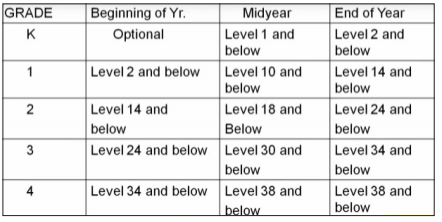 GRADE Beginning of Yr. Midyear End of Year
K Optional Level 1 and below Level 2 and below
1 Level 2 and below Level 10 and below Level 14 and below
2 Level 14 and below Level 18 and Below Level 24 and below
3 Level 24 and below Level 30 and below Level 34 and below
4 Level 34 and below Level 38 and below Level 38 and below